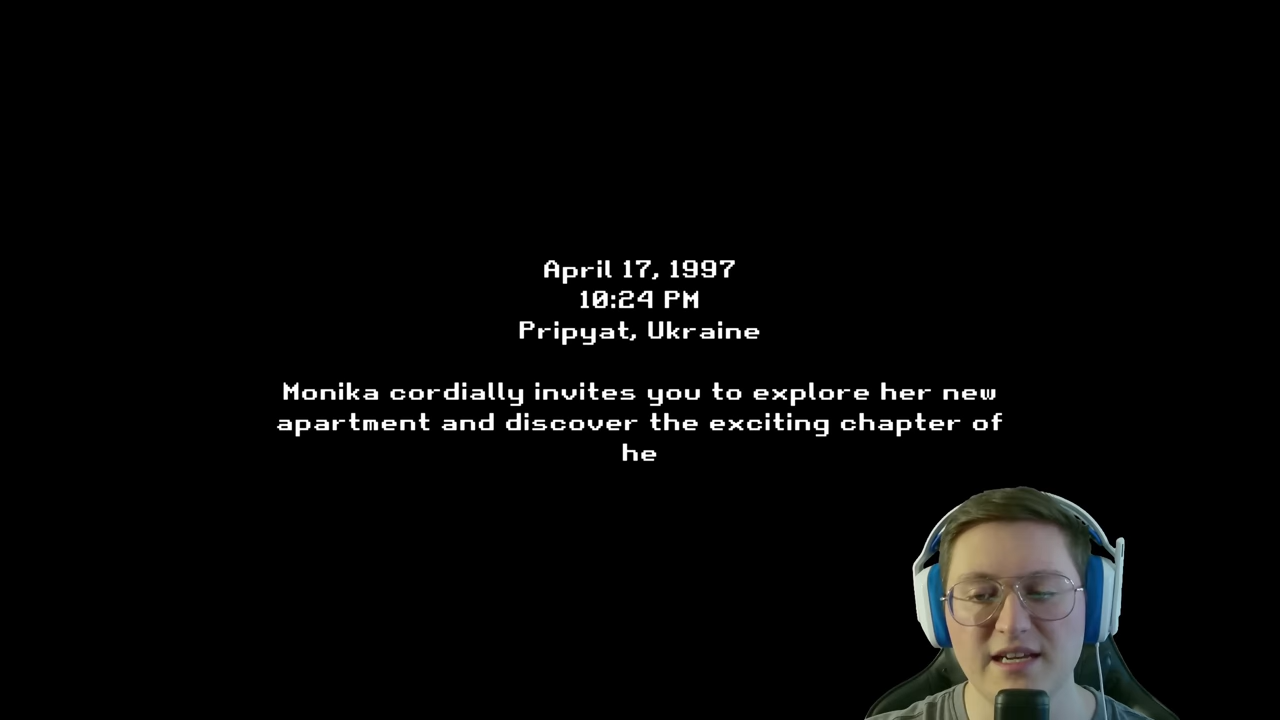 April 17, 1997
10:24 PM
Pripyat, Ukraine
Monika cordially invites you to explore her new
apartment and discover the exciting chapter of
he